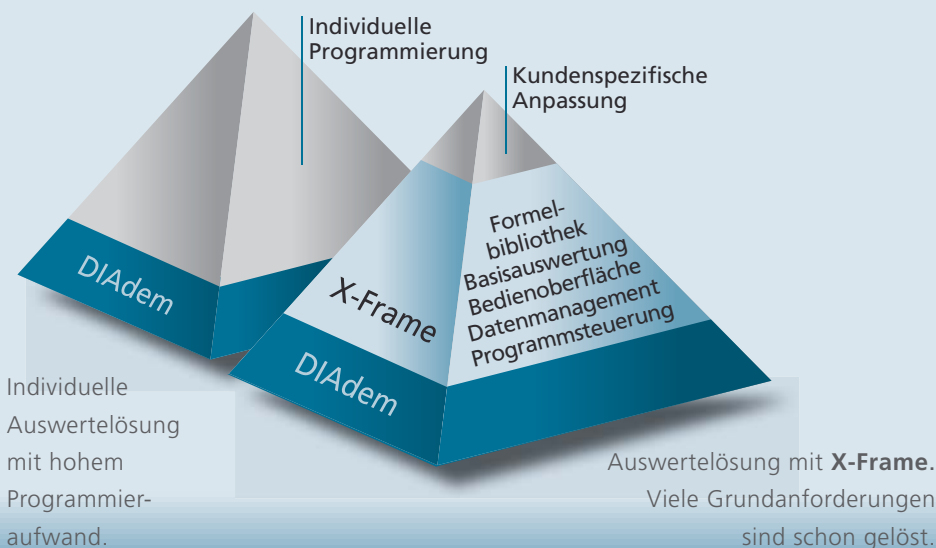 Individuelle
Programmierung
Kundenspezifische
Anpassung
DIAdem
X-Frame
DIAdem
Formel-
bibliothek
Basisauswertung
Bedienoberfläche
Datenmanagement
Programmsteuerung
Individuelle
Auswertelösung
mit hohem
Programmier-
aufwand.
Auswertelösung mit X-Frame.
Viele Grundanforderungen
sind schon gelöst.